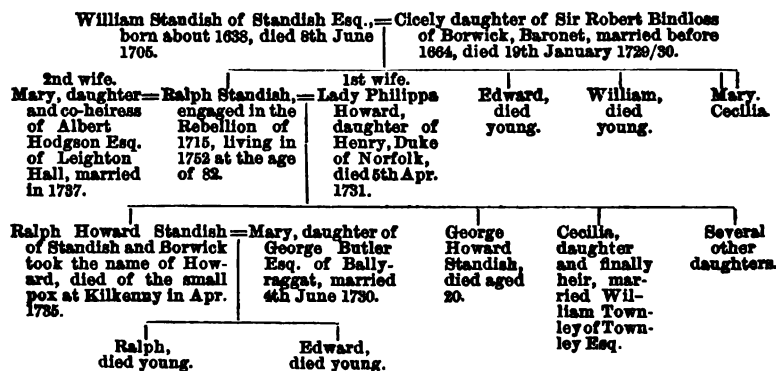 William Standish of Standish Esq., = Cicely daughter of Sir Robert Bindloss
born about 1638, died 8th June
1705.
of Borwick, Baronet, married before
1664, died 19th January 1729/30.
2nd wife.
Mary, daughter =
and co-heiress
of Albert
Hodgson Esq.
of Leighton
Hall, married
in 1737.
Ralph Standish, =
engaged in the
Rebellion of
1715, living in
1752 at the age
of 82.
1st wife.
Lady Philippa
Howard,
daughter of
Henry, Duke
of Norfolk,
died 5th Apr.
1731.
Edward,
died
young.
William,
died
young.
Mary.
Cecilia.
Ralph Howard Standish =
of Standish and Borwick
took the name of How-
ard, died of the small
pox at Kilkenny in Apr.
1735.
Mary, daughter of
George Butler
Esq. of Bally-
raggat, married
4th June 1730.
George
Howard
Standish,
died aged
20.
Cecilia,
daughter
and finally
heir, mar-
ried Wil-
liam Town-
ley of Town-
ley Esq.
Several
other
daughters.
Ralph,
died young.
Edward,
died young.